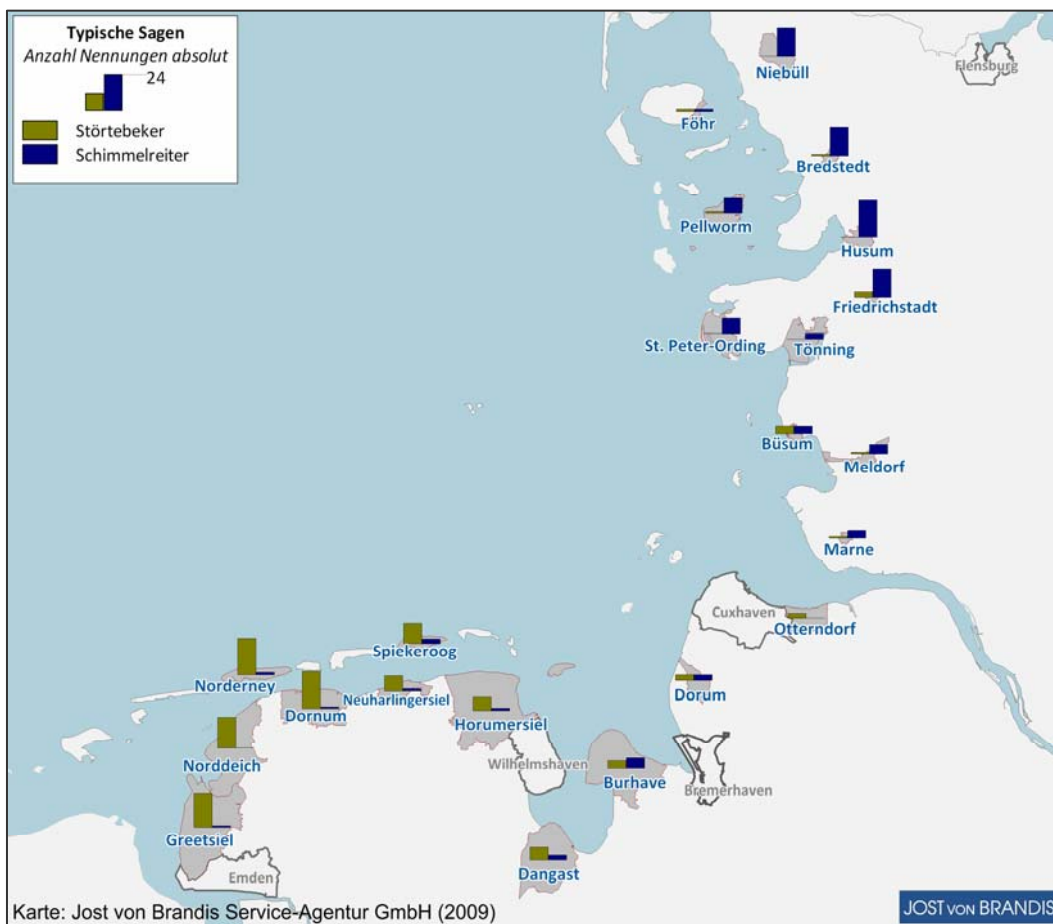 Typische Sagen
Anzahl Nennungen absolut
24
Störtebeker
Schimmelreiter
Niebüll
Flensburg
Föhr
Bredstedt
Pellworm
Husum
Friedrichstadt
St. Peter-Ording
Tönning
Büsum
Meldorf
Marne
Cuxhaven
Otterndorf
Spiekeroog
Norderney
Neuharlingersiel
Dorum
Dornum
Horumersiel
Norddeich
Wilhelmshaven
Burhave
Bremerhaven
Greetsiel
Dangast
Emden
Karte: Jost von Brandis Service-Agentur GmbH (2009)
JOST VON BRANDIS